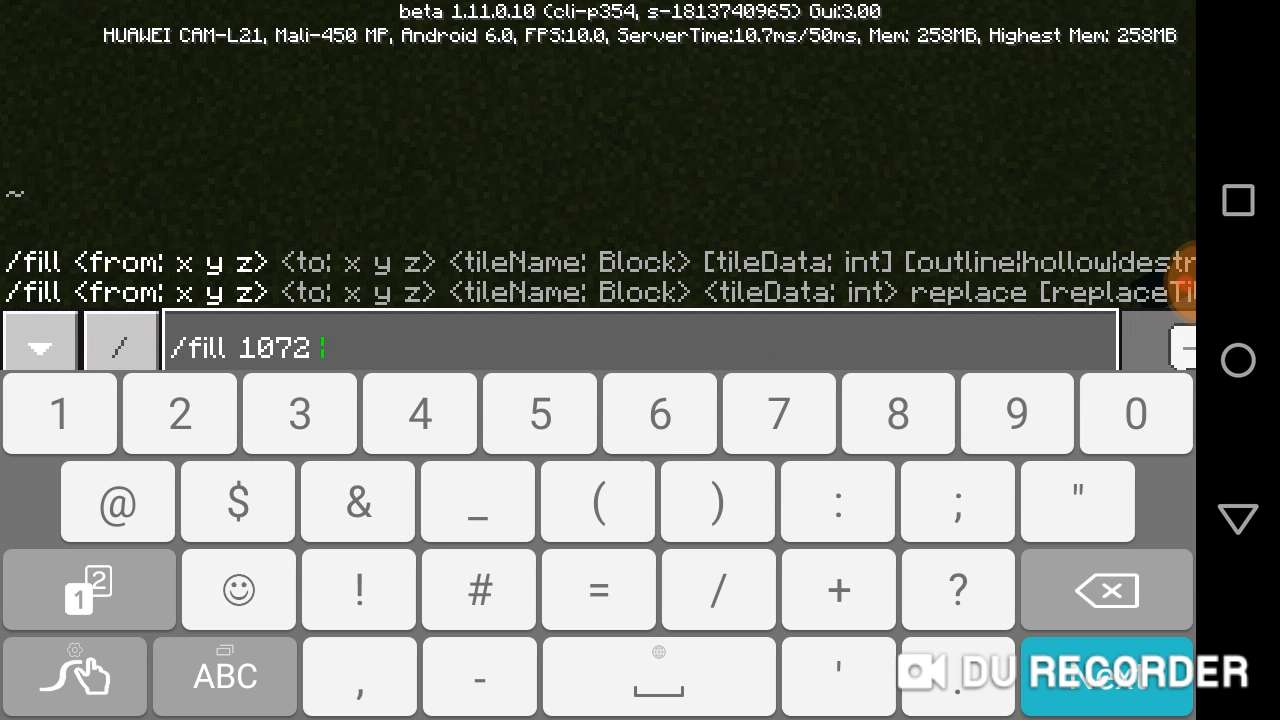 beta 1.11.0.10 (cli-p354, s-1813740965) Gui:3.00
HUAWEI CAM-L21, Mali-450 MP, Android 6.0, FPS:10.0, ServerTime:10.7ms/50ms, Mem: 258MB, Highest Mem: 258MB
~
/fill <from: x y z> <to: x y z> <tileName: Block> [tileData: int] [outline|hollow|destr
/fill <from: x y z> <to: x y z> <tileName: Block> <tileData: int> replace [replaceTi
/ /fill 1072
1 2 3 4 5 6 7 8 9 0
@ $ & _ ( ) : ; "
1 2 ! # = / + ?
ABC , - ' . Next
DU RECORDER